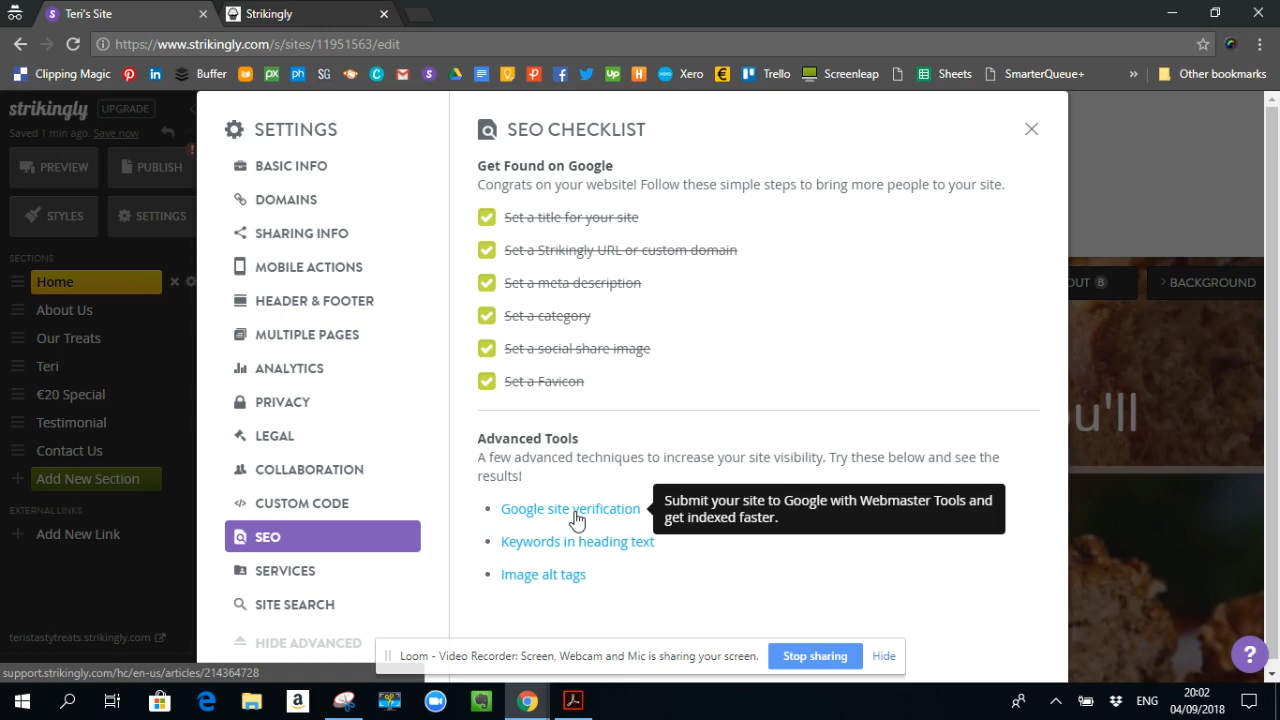 Teri's Site
Strikingly
https://www.strikingly.com/s/sites/11951563/edit
Clipping Magic
Buffer
px
ph
SG
Xero
Trello
Screenleap
Sheets
SmarterQueue+
»
Other bookmarks
strikingly
UPGRADE
Saved 1 min ago. Save now
PREVIEW
PUBLISH
STYLES
SETTINGS
SECTIONS
Home
About Us
Our Treats
Teri
€20 Special
Testimonial
Contact Us
Add New Section
EXTERNAL LINKS
Add New Link
teristastytreats.strikingly.com
support.strikingly.com/hc/en-us/articles/214364728
SETTINGS
BASIC INFO
DOMAINS
SHARING INFO
MOBILE ACTIONS
HEADER & FOOTER
MULTIPLE PAGES
ANALYTICS
PRIVACY
LEGAL
COLLABORATION
CUSTOM CODE
SEO
SERVICES
SITE SEARCH
HIDE ADVANCED
SEO CHECKLIST
Get Found on Google
Congrats on your website! Follow these simple steps to bring more people to your site.
Set a title for your site
Set a Strikingly URL or custom domain
Set a meta description
Set a category
Set a social share image
Set a Favicon
Advanced Tools
A few advanced techniques to increase your site visibility. Try these below and see the
results!
• Google site verification
Submit your site to Google with Webmaster Tools and
get indexed faster.
• Keywords in heading text
• Image alt tags
OUT B
BACKGROUND
ou'll
Loom - Video Recorder: Screen, Webcam and Mic is sharing your screen.
Stop sharing
Hide
ENG
20:02
04/09/2018